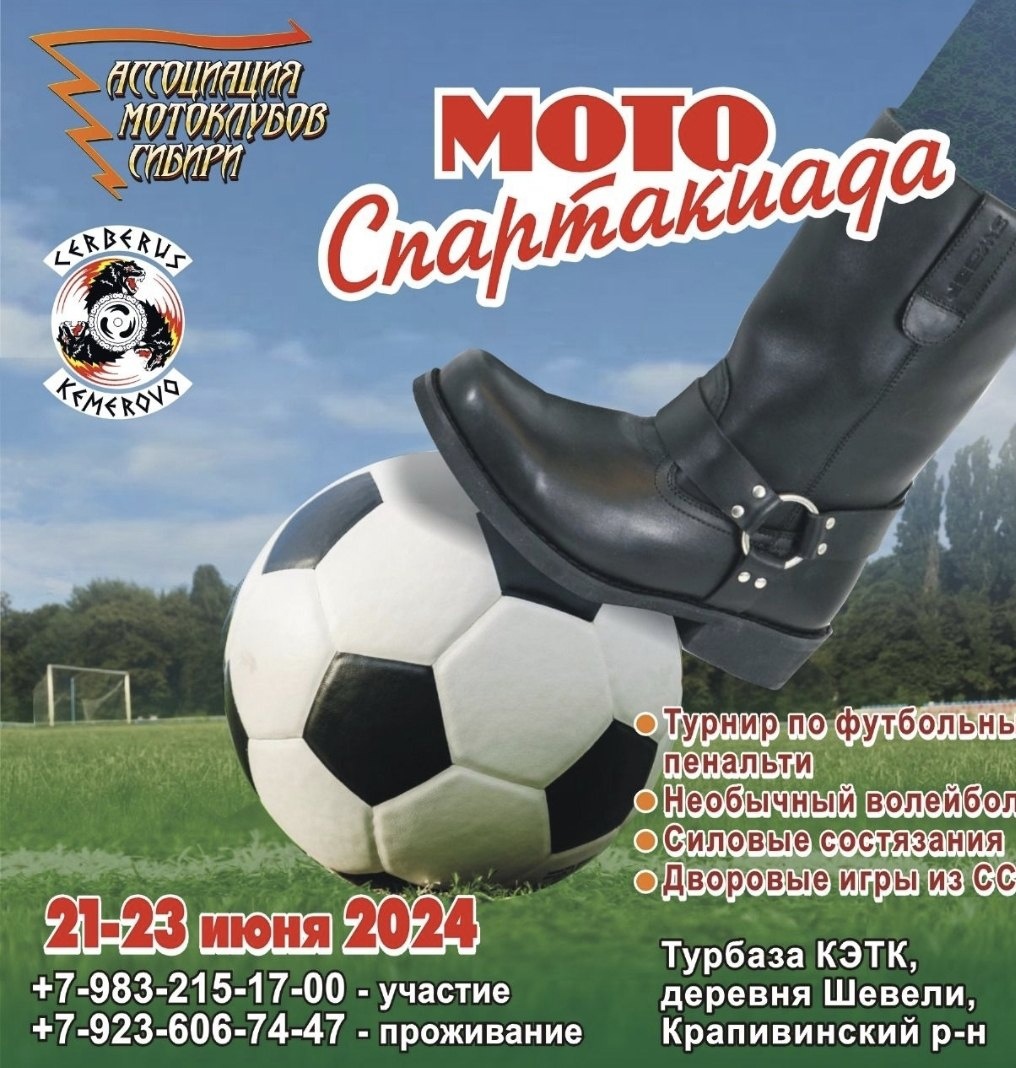 АССОЦИАЦИЯ
МОТОКЛУБОВ
СИБИРИ
МОТО
Спартакиада
CERBERUS
KEMEROVO
Турнир по футбольны
пенальти
Необычный волейбол
Силовые состязания
Дворовые игры из СС
21-23 июня 2024
+7-983-215-17-00 - участие
+7-923-606-74-47 - проживание
Турбаза КЭТК,
деревня Шевели,
Крапивинский р-н